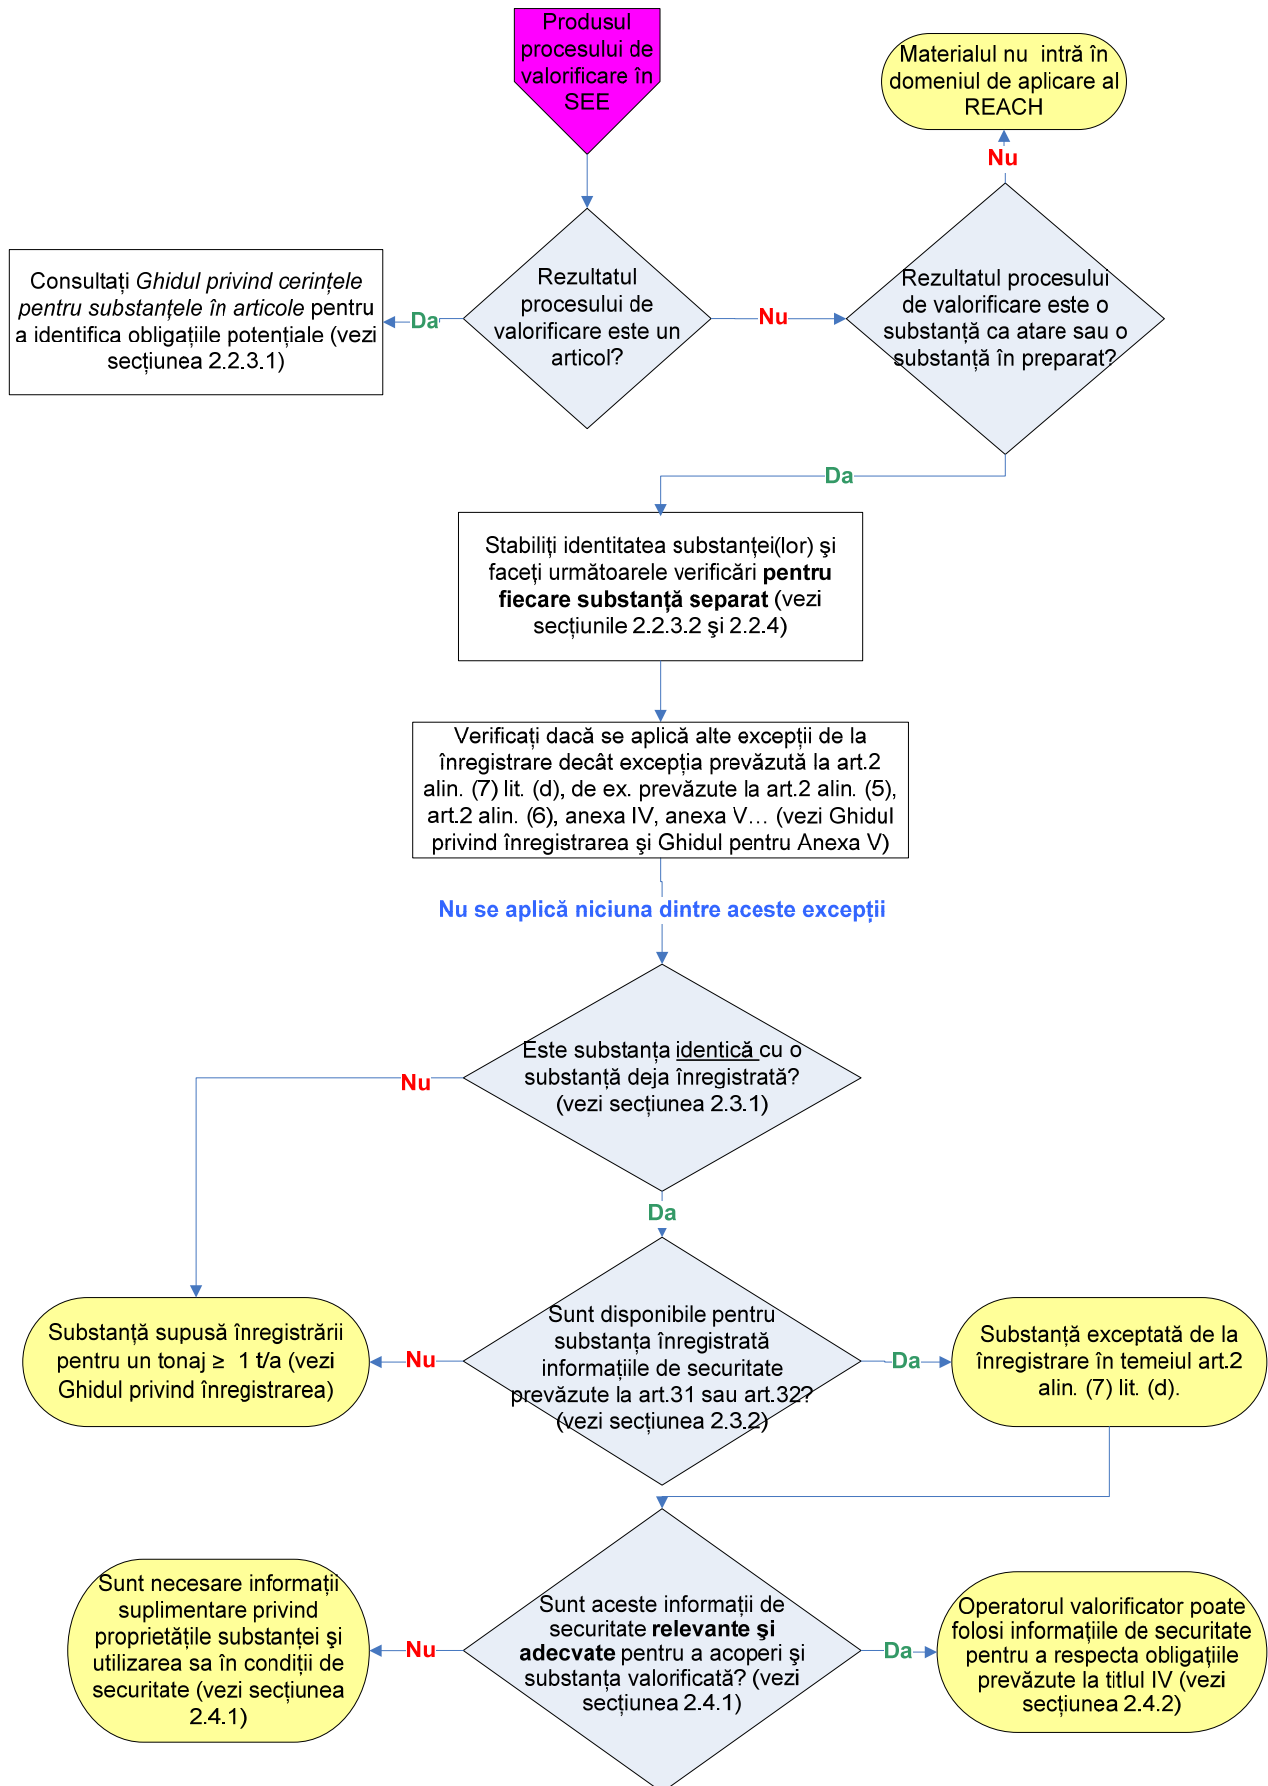 Produsul
procesului de
valorificare în
SEE
Materialul nu intră în
domeniul de aplicare al
REACH
Nu
Consultați Ghidul privind cerințele
pentru substanțele în articole pentru
a identifica obligațiile potențiale (vezi
secțiunea 2.2.3.1)
Da
Rezultatul
procesului de
valorificare este un
articol?
Nu
Rezultatul procesului
de valorificare este o
substanță ca atare sau o
substanță în preparat?
Da
Stabiliți identitatea substanței(lor) şi
faceți următoarele verificări pentru
fiecare substanță separat (vezi
secțiunile 2.2.3.2 şi 2.2.4)
Verificați dacă se aplică alte excepții de la
înregistrare decât excepția prevăzută la art.2
alin. (7) lit. (d), de ex. prevăzute la art.2 alin. (5),
art.2 alin. (6), anexa IV, anexa V… (vezi Ghidul
privind înregistrarea şi Ghidul pentru Anexa V)
Nu se aplică niciuna dintre aceste excepții
Este substanța identică cu o
substanță deja înregistrată?
(vezi secțiunea 2.3.1)
Nu
Da
Substanță supusă înregistrării
pentru un tonaj ≥ 1 t/a (vezi
Ghidul privind înregistrarea)
Nu
Sunt disponibile pentru
substanța înregistrată
informațiile de securitate
prevăzute la art.31 sau art.32?
(vezi secțiunea 2.3.2)
Da
Substanță exceptată de la
înregistrare în temeiul art.2
alin. (7) lit. (d).
Sunt necesare informații
suplimentare privind
proprietățile substanței şi
utilizarea sa în condiții de
securitate (vezi secțiunea
2.4.1)
Nu
Sunt aceste informații de
securitate relevante şi
adecvate pentru a acoperi şi
substanța valorificată? (vezi
secțiunea 2.4.1)
Da
Operatorul valorificator poate
folosi informațiile de securitate
pentru a respecta obligațiile
prevăzute la titlul IV (vezi
secțiunea 2.4.2)